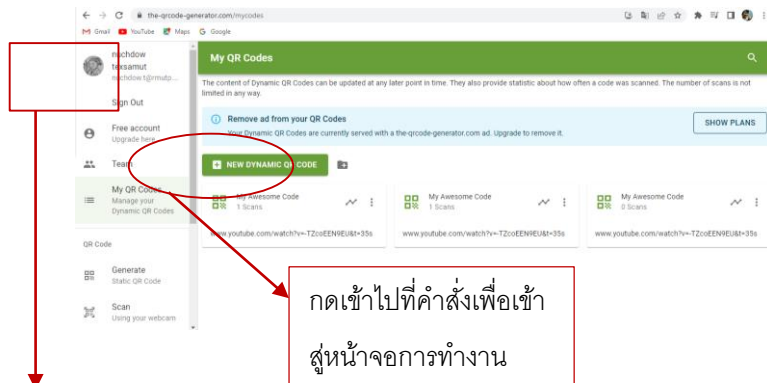 the-qrcode-generator.com/mycodes
Gmail YouTube Maps Google
texsamut
Sign Out
Free account
Upgrade here
Team
My QR Codes
Manage your
Dynamic QR Codes
QR Code
Generate
Static QR Code
Scan
Using your webcam
My QR Codes
The content of Dynamic QR Codes can be updated at any later point in time. They also provide statistic about how often a code was scanned. The number of scans is not
limited in any way.
Remove ad from your QR Codes
Your Dynamic QR Codes are currently served with a the-qrcode-generator.com ad. Upgrade to remove it.
SHOW PLANS
NEW DYNAMIC QR CODE
My Awesome Code
1 Scans
www.youtube.com/watch?v=-TZcoEEN9EU&t=35s
My Awesome Code
1 Scans
www.youtube.com/watch?v=-TZcoEEN9EU&t=35s
My Awesome Code
0 Scans
www.youtube.com/watch?v=-TZcoEEN9EU&t=35s
กดเข้าไปที่คำสั่งเพื่อเข้า
สู่หน้าจอการทำงาน